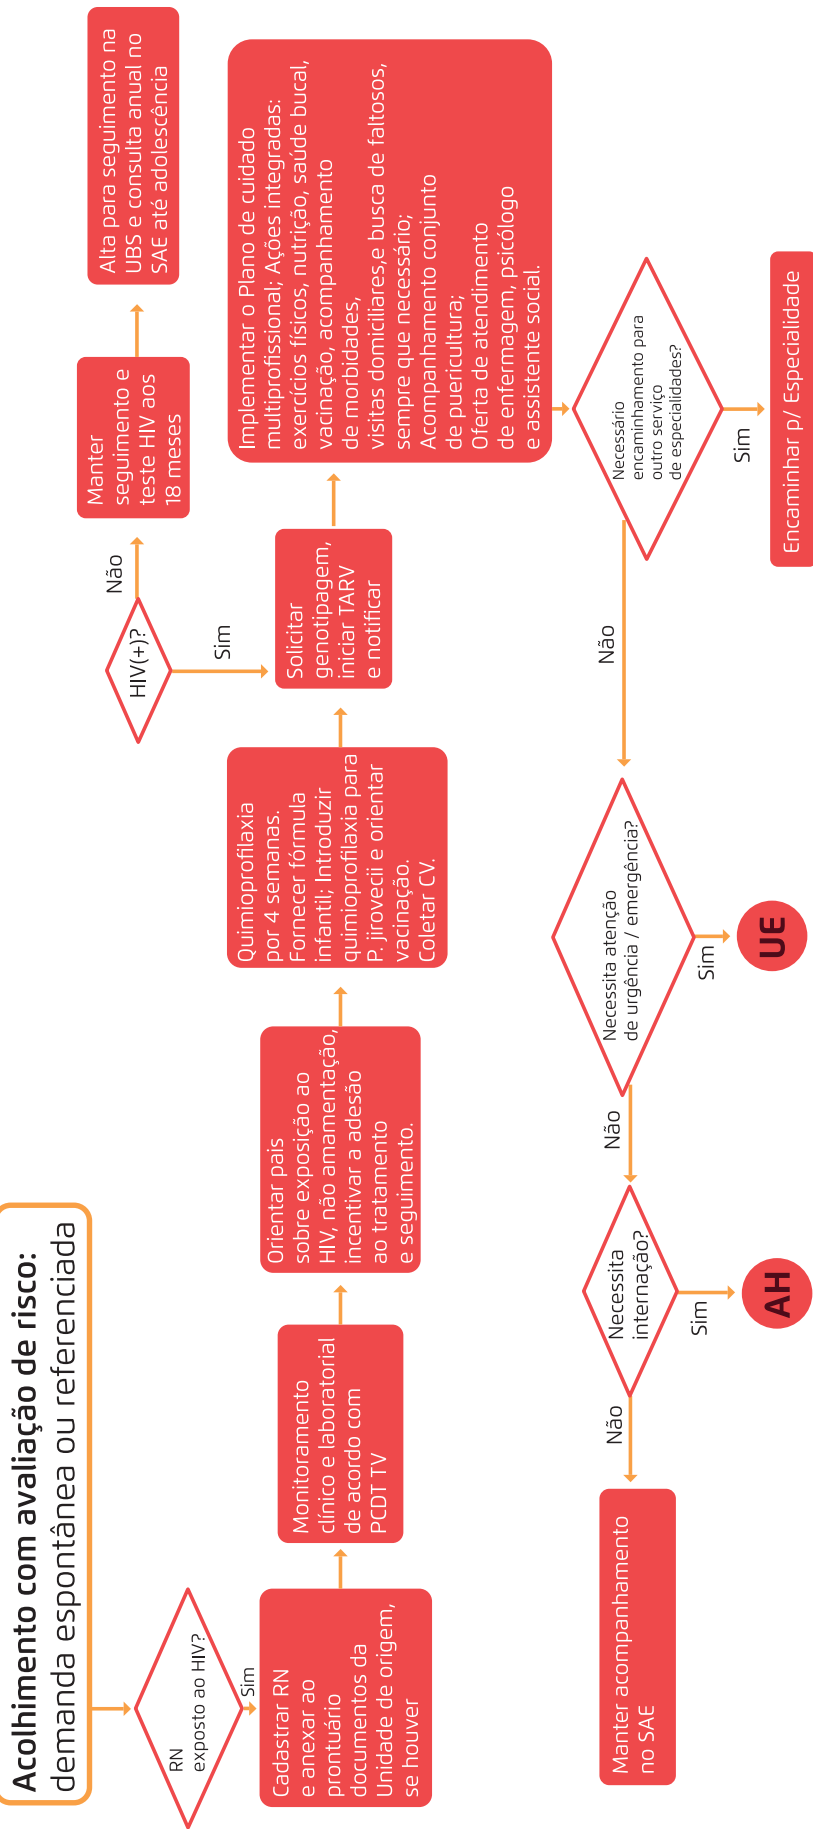 Acolhimento com avaliação de risco:
demanda espontânea ou referenciada
RN
exposto ao HIV?
Sim
Cadastrar RN
e anexar ao
prontuário
documentos da
Unidade de origem,
se houver
Monitoramento
clínico e laboratorial
de acordo com
PCDT TV
Orientar pais
sobre exposição ao
HIV, não amamentação,
incentivar a adesão
ao tratamento
e seguimento.
Quimioprofilaxia
por 4 semanas.
Fornecer fórmula
infantil; Introduzir
quimioprofilaxia para
P. jirovecii e orientar
vacinação.
Coletar CV.
HIV(+)?
Não
Manter
seguimento e
teste HIV aos
18 meses
Alta para seguimento na
UBS e consulta anual no
SAE até adolescência
Sim
Solicitar
genotipagem,
iniciar TARV
e notificar
Implementar o Plano de cuidado
multiprofissional; Ações integradas:
exercícios físicos, nutrição, saúde bucal,
vacinação, acompanhamento
de morbidades,
visitas domiciliares,e busca de faltosos,
sempre que necessário;
Acompanhamento conjunto
de puericultura;
Oferta de atendimento
de enfermagem, psicólogo
e assistente social.
Necessário
encaminhamento para
outro serviço
de especialidades?
Sim
Encaminhar p/ Especialidade
Não
Necessita atenção
de urgência / emergência?
Sim
UE
Não
Necessita
internação?
Sim
AH
Não
Manter acompanhamento
no SAE